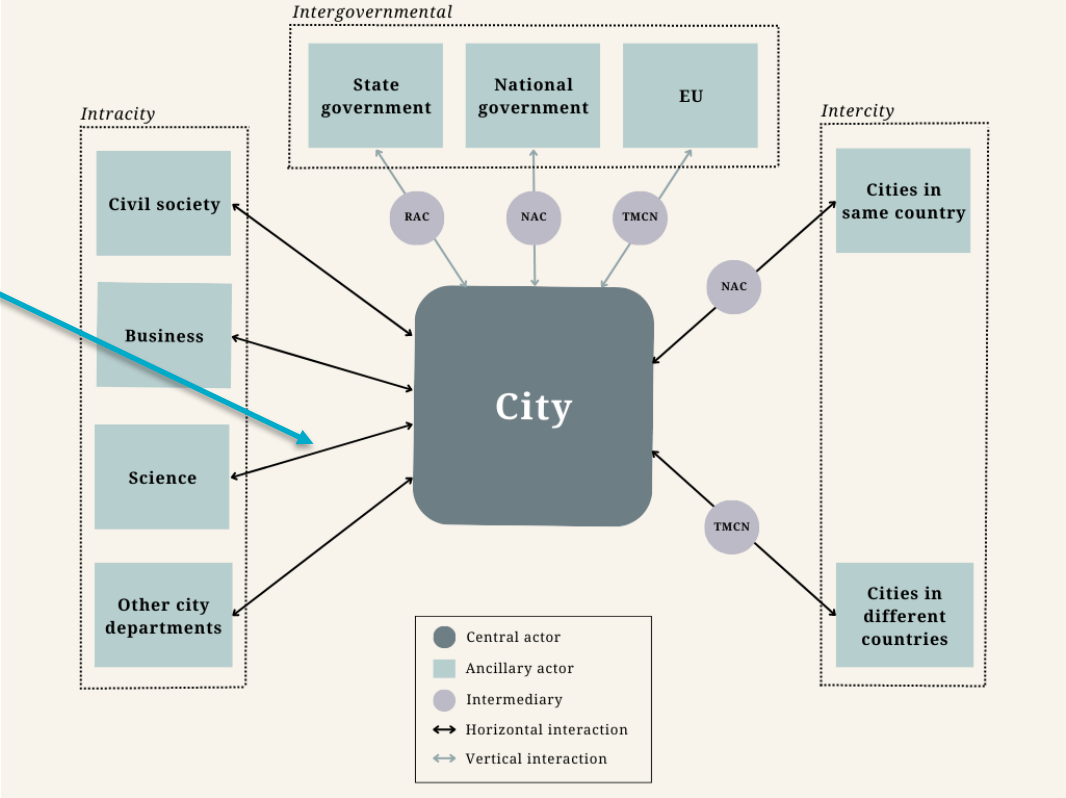 Intergovernmental
State
government
National
government
EU
Intracity
Intercity
Civil society
Business
Science
Other city
departments
RAC
NAC
TMCN
Cities in
same country
NAC
City
TMCN
Cities in
different
countries
Central actor
Ancillary actor
Intermediary
Horizontal interaction
Vertical interaction